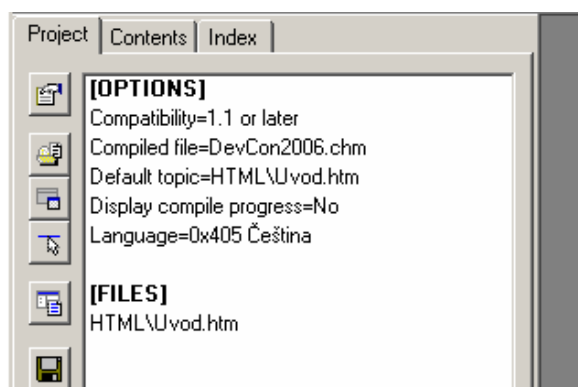 Project Contents Index
[OPTIONS]
Compatibility=1.1 or later
Compiled file=DevCon2006.chm
Default topic=HTML\Uvod.htm
Display compile progress=No
Language=0x405 Čeština
[FILES]
HTML\Uvod.htm